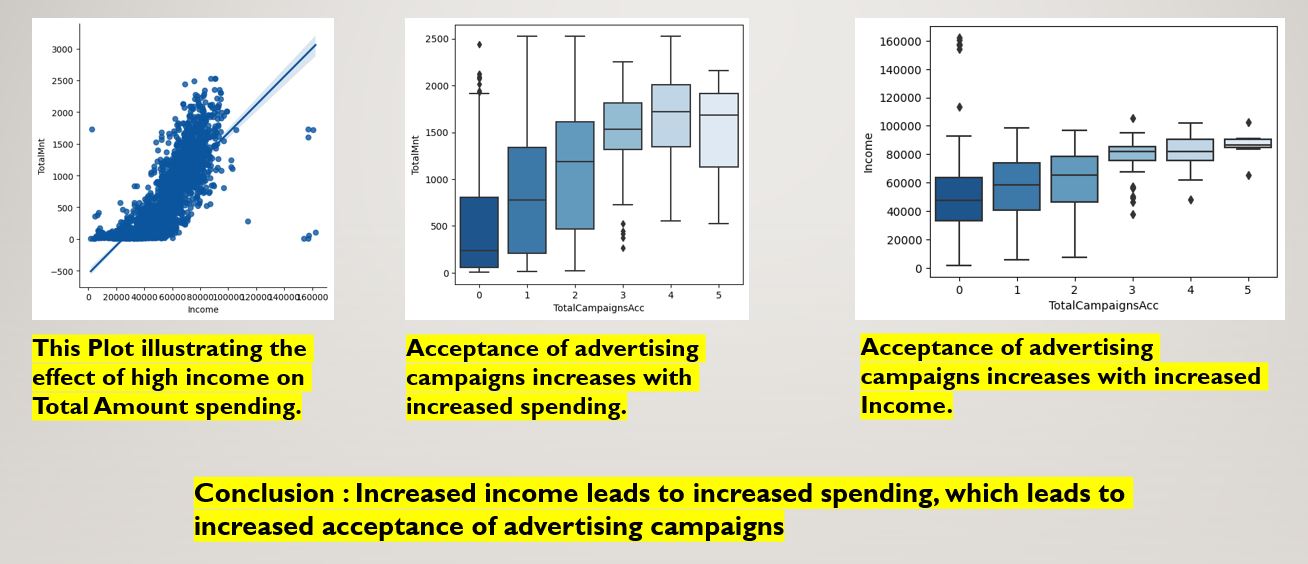 3000
2500
2000
1500
1000
500
0
−500
TotalMnt
0 20000 40000 60000 80000 100000 120000 140000 160000
Income
2500
2000
1500
1000
500
0
TotalMnt
0 1 2 3 4 5
TotalCampaignsAcc
160000
140000
120000
100000
80000
60000
40000
20000
0
Income
0 1 2 3 4 5
TotalCampaignsAcc
This Plot illustrating the
effect of high income on
Total Amount spending.
Acceptance of advertising
campaigns increases with
increased spending.
Acceptance of advertising
campaigns increases with increased
Income.
Conclusion : Increased income leads to increased spending, which leads to
increased acceptance of advertising campaigns